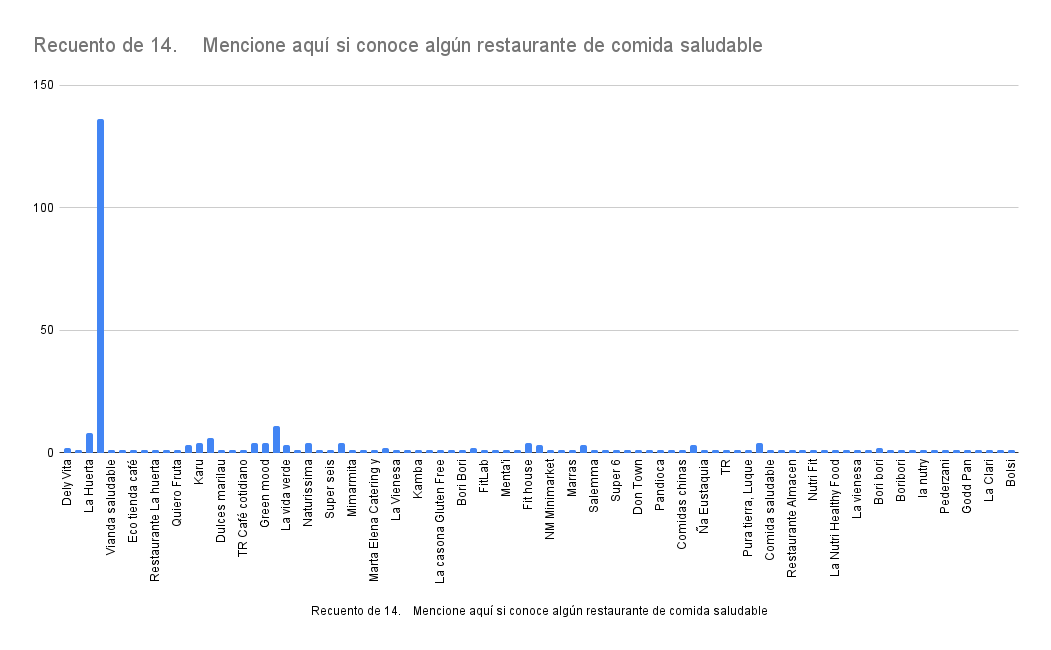 Recuento de 14. Mencione aquí si conoce algún restaurante de comida saludable
150
100
50
0
Dely Vita
La Huerta
Vianda saludable
Eco tienda café
Restaurante La huerta
Quiero Fruta
Karu
Dulces marilau
TR Café cotidiano
Green mood
La vida verde
Naturissima
Super seis
Mimarmita
Marta Elena Catering y
La Vienesa
Kamba
La casona Gluten Free
Bori Bori
FitLab
Menta'i
Fit house
NM Minimarket
Marras
Salemma
Super 6
Don Town
Pandioca
Comidas chinas
Ña Eustaquia
TR
Pura tierra, Luque
Comida saludable
Restaurante Almacen
Nutri Fit
La Nutri Healthy Food
La vienesa
Bori bori
Boribori
la nutry
Pederzani
Godd Pan
La Clari
Bolsi
Recuento de 14. Mencione aquí si conoce algún restaurante de comida saludable